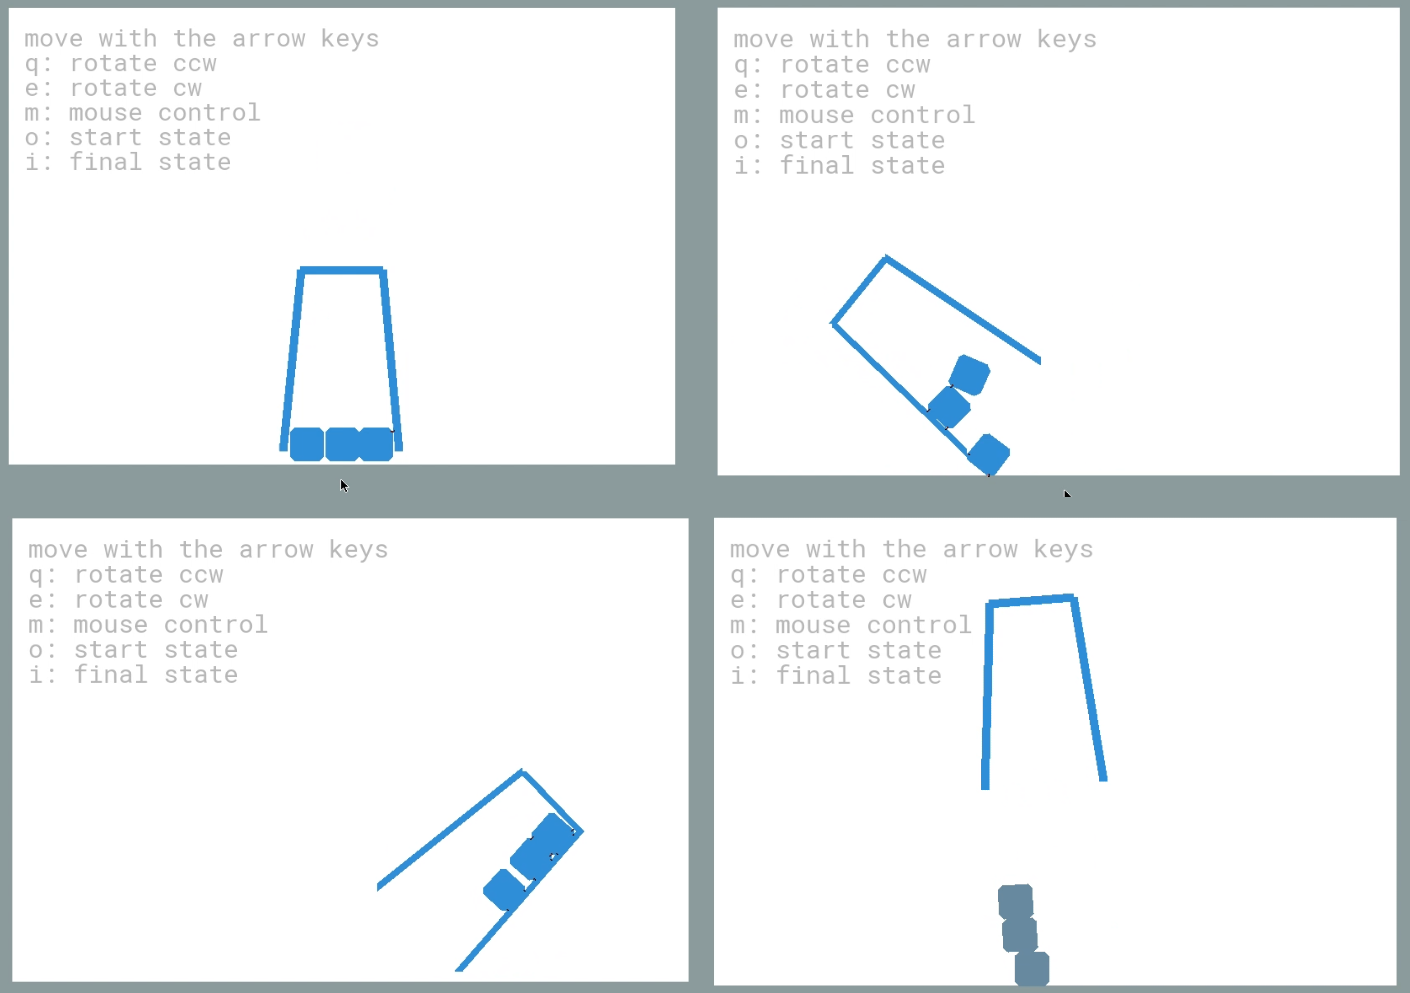 move with the arrow keys
q: rotate ccw
e: rotate cw
m: mouse control
o: start state
i: final state
move with the arrow keys
q: rotate ccw
e: rotate cw
m: mouse control
o: start state
i: final state
move with the arrow keys
q: rotate ccw
e: rotate cw
m: mouse control
o: start state
i: final state
move with the arrow keys
q: rotate ccw
e: rotate cw
m: mouse control
o: start state
i: final state